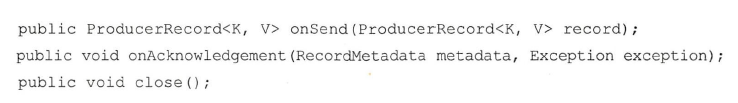 public ProducerRecord<K, V> onSend(ProducerRecord<K, V> record);
public void onAcknowledgement(RecordMetadata metadata, Exception exception);
public void close();